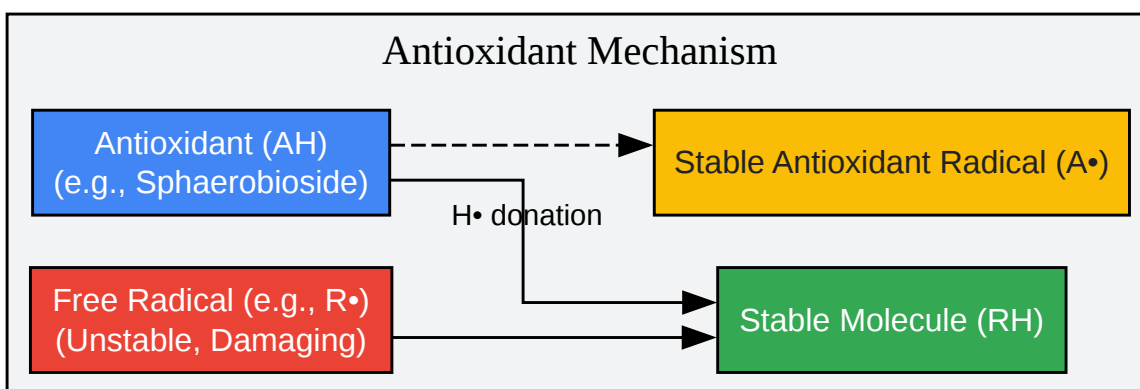 Antioxidant Mechanism
Antioxidant (AH)
(e.g., Sphaerobioside)
Stable Antioxidant Radical (A•)
H• donation
Free Radical (e.g., R•)
(Unstable, Damaging)
Stable Molecule (RH)